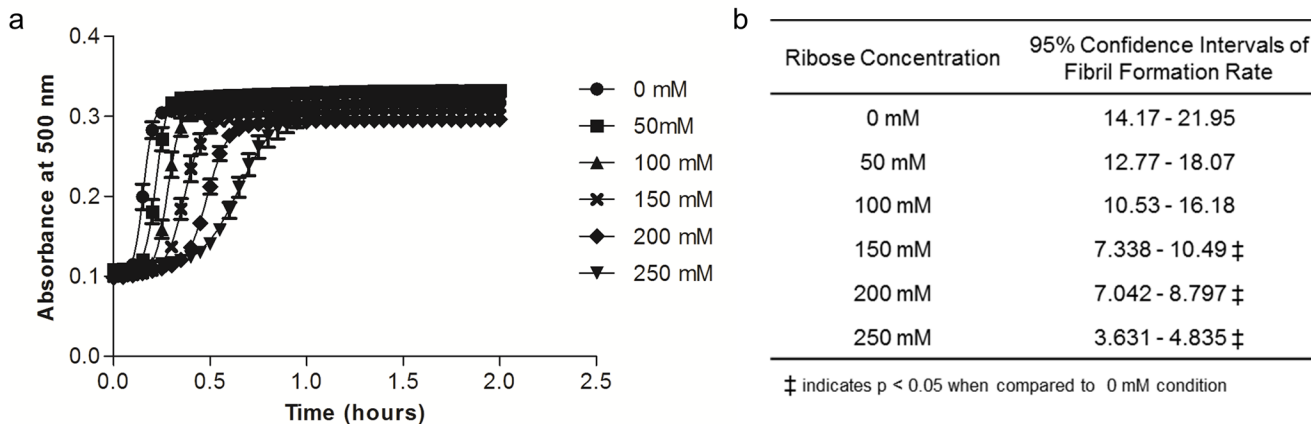 a
0.4
0.3
0.2
0.1
0.0
Absorbance at 500 nm
0.0 0.5 1.0 1.5 2.0 2.5
Time (hours)
0 mM
50mM
100 mM
150 mM
200 mM
250 mM
b
Ribose Concentration
95% Confidence Intervals of
Fibril Formation Rate
0 mM 14.17 - 21.95
50 mM 12.77 - 18.07
100 mM 10.53 - 16.18
150 mM 7.338 - 10.49 ‡
200 mM 7.042 - 8.797 ‡
250 mM 3.631 - 4.835 ‡
‡ indicates p < 0.05 when compared to 0 mM condition